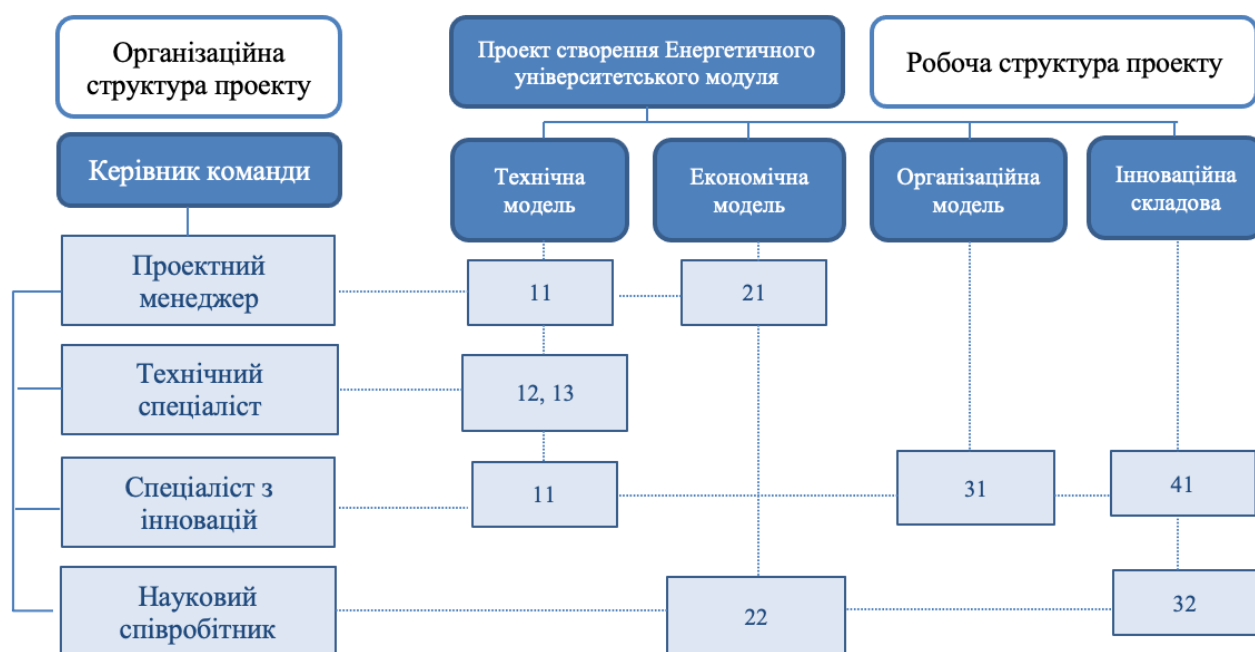 Організаційна
структура проекту
Проект створення Енергетичного
університетського модуля
Робоча структура проекту
Керівник команди
Технічна
модель
Економічна
модель
Організаційна
модель
Інноваційна
складова
Проектний
менеджер
11
21
Технічний
спеціаліст
12, 13
Спеціаліст з
інновацій
11
31
41
Науковий
співробітник
22
32